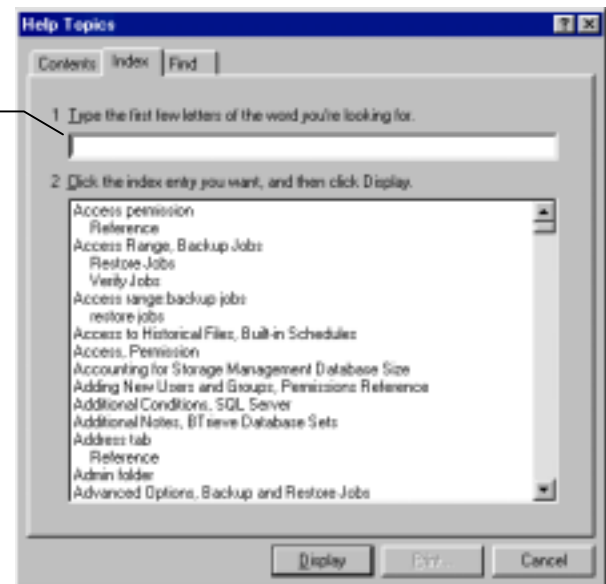 Help Topics
Contents Index Find
1 Type the first few letters of the word you're looking for.
2 Click the index entry you want, and then click Display.
Access permission
Reference
Access Range, Backup Jobs
Restore Jobs
Verify Jobs
Access range:backup jobs
restore jobs
Access to Historical Files, Built-in Schedules
Access, Permission
Accounting for Storage Management Database Size
Adding New Users and Groups, Permissions Reference
Additional Conditions, SQL Server
Additional Notes, BTrieve Database Sets
Address tab
Reference
Admin folder
Advanced Options, Backup and Restore Jobs
Display Print... Cancel